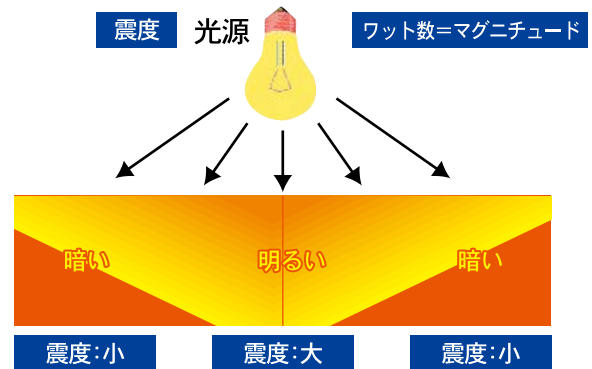 震度
光源
ワット数＝マグニチュード
暗い
明るい
暗い
震度：小
震度：大
震度：小